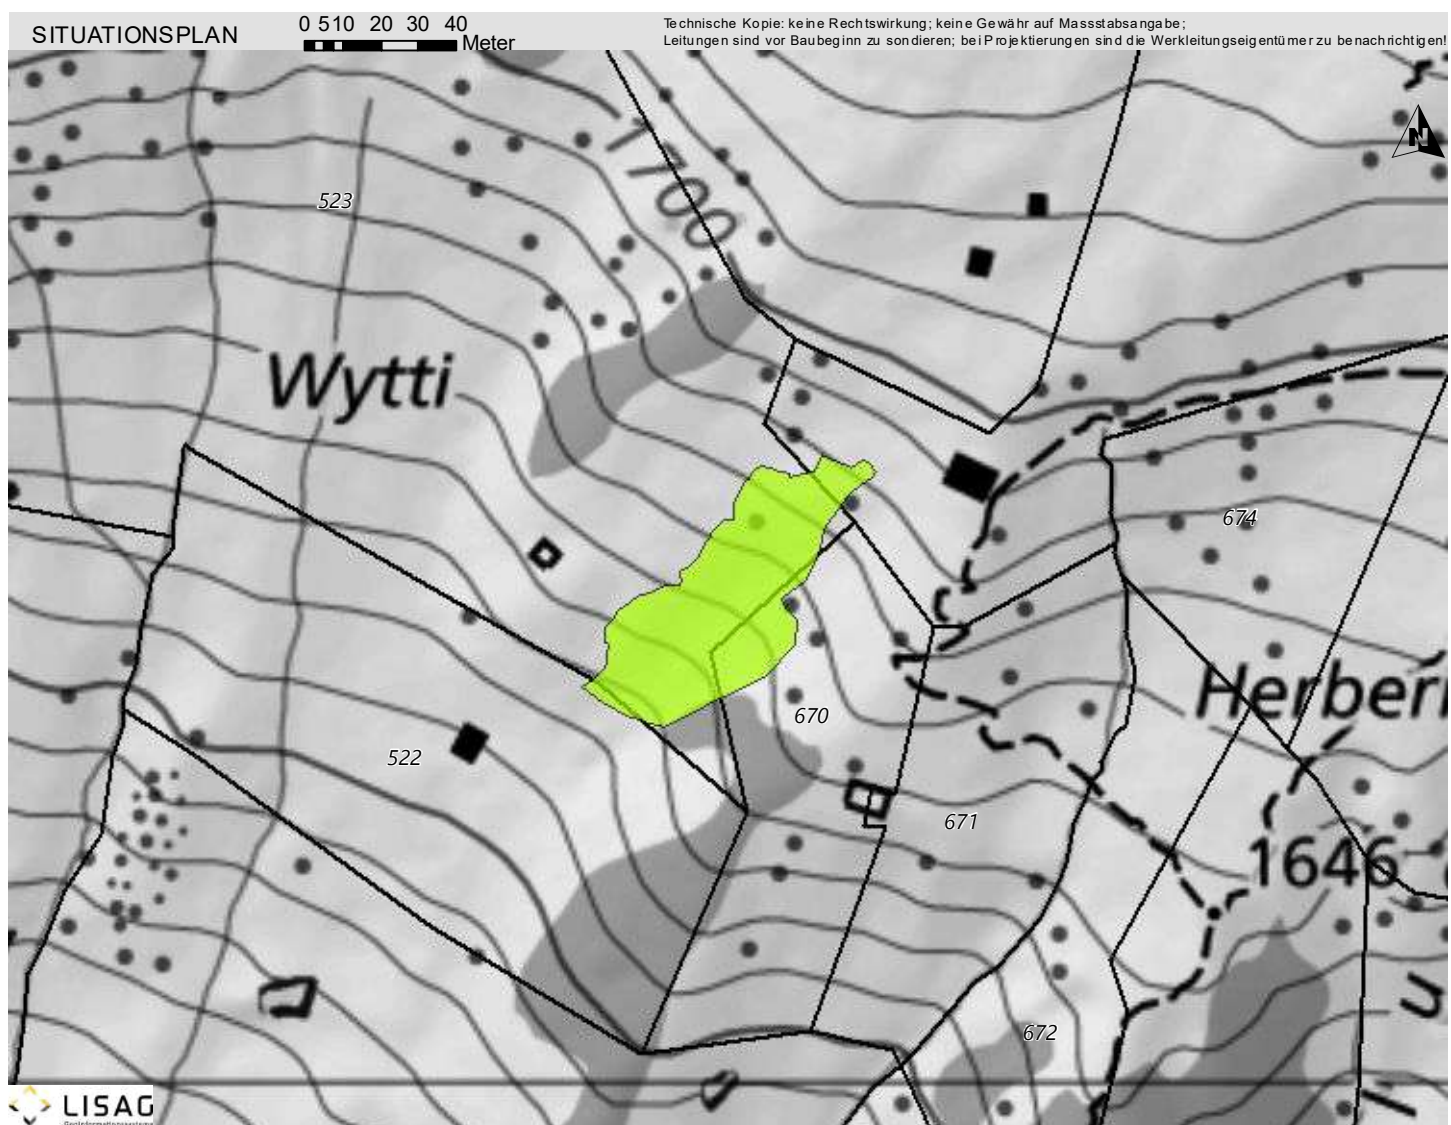 SITUATIONSPLAN
0 5 10 20 30 40
Meter
Technische Kopie: keine Rechtswirkung; keine Gewähr auf Massstabsangabe;
Leitungen sind vor Baubeginn zu sondieren; bei Projektierungen sind die Werkleitungseigentümer zu benachrichtigen!
N
1700
523
Wytti
674
Herberr
670
522
671
1646
672
LISAG
Geoinformationssysteme